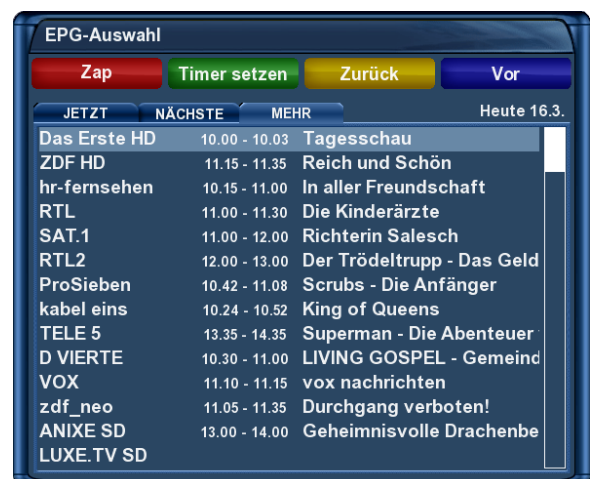 EPG-Auswahl
Zap Timer setzen Zurück Vor
JETZT NÄCHSTE MEHR Heute 16.3.
Das Erste HD 10.00 - 10.03 Tagesschau
ZDF HD 11.15 - 11.35 Reich und Schön
hr-fernsehen 10.15 - 11.00 In aller Freundschaft
RTL 11.00 - 11.30 Die Kinderärzte
SAT.1 11.00 - 12.00 Richterin Salesch
RTL2 12.00 - 13.00 Der Trödeltrupp - Das Geld
ProSieben 10.42 - 11.08 Scrubs - Die Anfänger
kabel eins 10.24 - 10.52 King of Queens
TELE 5 13.35 - 14.35 Superman - Die Abenteuer
D VIERTE 10.30 - 11.00 LIVING GOSPEL - Gemeind
VOX 11.10 - 11.15 vox nachrichten
zdf_neo 11.05 - 11.35 Durchgang verboten!
ANIXE SD 13.00 - 14.00 Geheimnisvolle Drachenbe
LUXE.TV SD